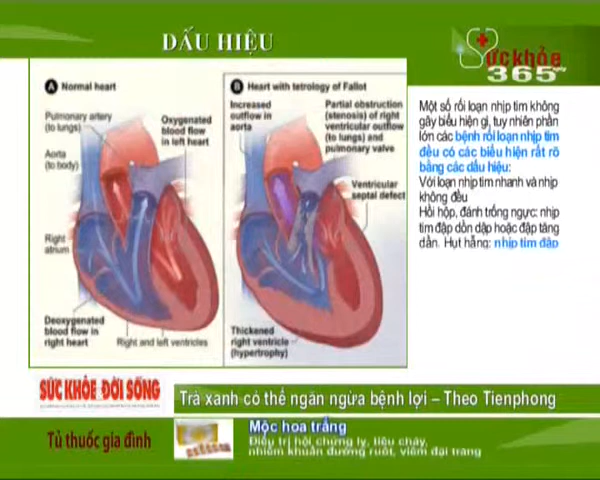 DẤU HIỆU
Sức khỏe
365 ngày
A Normal heart
Pulmonary artery
(to lungs)
Oxygenated
blood flow
in left heart
Aorta
(to body)
Right
atrium
Deoxygenated
blood flow in
right heart
Right and left ventricles
B Heart with tetrology of Fallot
Increased
outflow in
aorta
Partial obstruction
(stenosis) of right
ventricular outflow
(to lungs) and
pulmonary valve
Ventricular
septal defect
Thickened
right ventricle
(hypertrophy)
Một số rối loạn nhịp tim không
gây biểu hiện gì, tuy nhiên phần
lớn các bệnh rối loạn nhịp tim
đều có các biểu hiện rất rõ
bằng các dấu hiệu:
Với loạn nhịp tim nhanh và nhịp
không đều
Hồi hộp, đánh trống ngực: nhịp
tim đập dồn dập hoặc đập tăng
dần. Hụt hẫng: nhịp tim đập
SỨC KHỎE ĐỜI SỐNG
Trà xanh có thể ngăn ngừa bệnh lợi – Theo Tienphong
Tủ thuốc gia đình
Mộc hoa trắng
Điều trị hội chứng lỵ, tiêu chảy,
nhiễm khuẩn đường ruột, viêm đại tràng